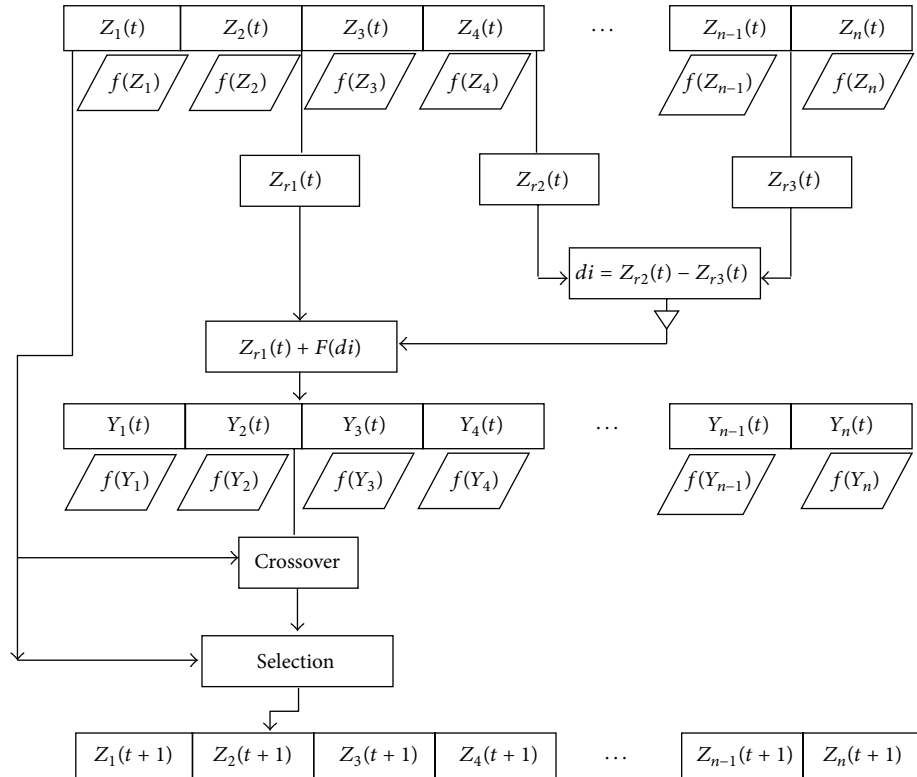 Z₁(t) Z₂(t) Z₃(t) Z₄(t) ... Zₙ₋₁(t) Zₙ(t)
f(Z₁) f(Z₂) f(Z₃) f(Z₄) f(Zₙ₋₁) f(Zₙ)
Zᵣ₁(t) Zᵣ₂(t) Zᵣ₃(t)
di = Zᵣ₂(t) − Zᵣ₃(t)
Zᵣ₁(t) + F(di)
Y₁(t) Y₂(t) Y₃(t) Y₄(t) ... Yₙ₋₁(t) Yₙ(t)
f(Y₁) f(Y₂) f(Y₃) f(Y₄) f(Yₙ₋₁) f(Yₙ)
Crossover
Selection
Z₁(t + 1) Z₂(t + 1) Z₃(t + 1) Z₄(t + 1) ... Zₙ₋₁(t + 1) Zₙ(t + 1)